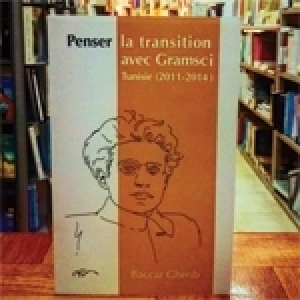 Penser la transition
avec Gramsci
Tunisie (2011-2014)
Baccar Gherib